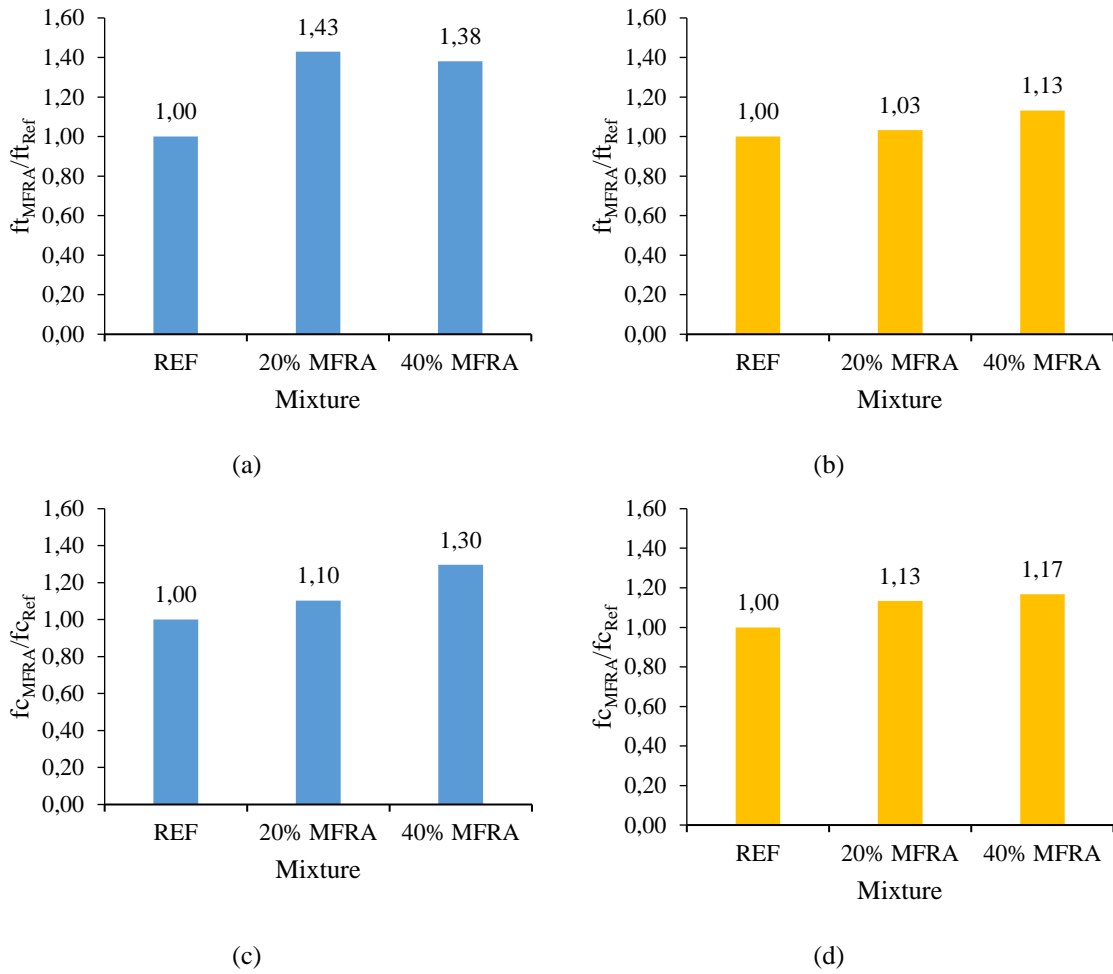 1,60
1,40
1,20
1,00
0,80
0,60
0,40
0,20
0,00
ftMFRA/ftRef
1,00
1,43
1,38
REF
20% MFRA
40% MFRA
Mixture
(a)
1,60
1,40
1,20
1,00
0,80
0,60
0,40
0,20
0,00
ftMFRA/ftRef
1,00
1,03
1,13
REF
20% MFRA
40% MFRA
Mixture
(b)
1,60
1,40
1,20
1,00
0,80
0,60
0,40
0,20
0,00
fcMFRA/fcRef
1,00
1,10
1,30
REF
20% MFRA
40% MFRA
Mixture
(c)
1,60
1,40
1,20
1,00
0,80
0,60
0,40
0,20
0,00
fcMFRA/fcRef
1,00
1,13
1,17
REF
20% MFRA
40% MFRA
Mixture
(d)